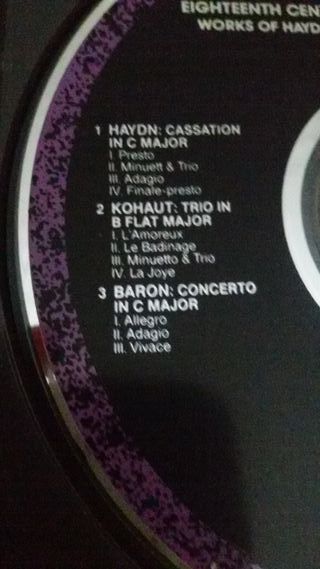 EIGHTEENTH CEN
WORKS OF HAYD
1 HAYDN: CASSATION
IN C MAJOR
I. Presto
II. Minuett & Trio
III. Adagio
IV. Finale-presto
2 KOHAUT: TRIO IN
B FLAT MAJOR
I. L'Amoreux
II. Le Badinage
III. Minuetto & Trio
IV. La Joye
3 BARON: CONCERTO
IN C MAJOR
I. Allegro
II. Adagio
III. Vivace